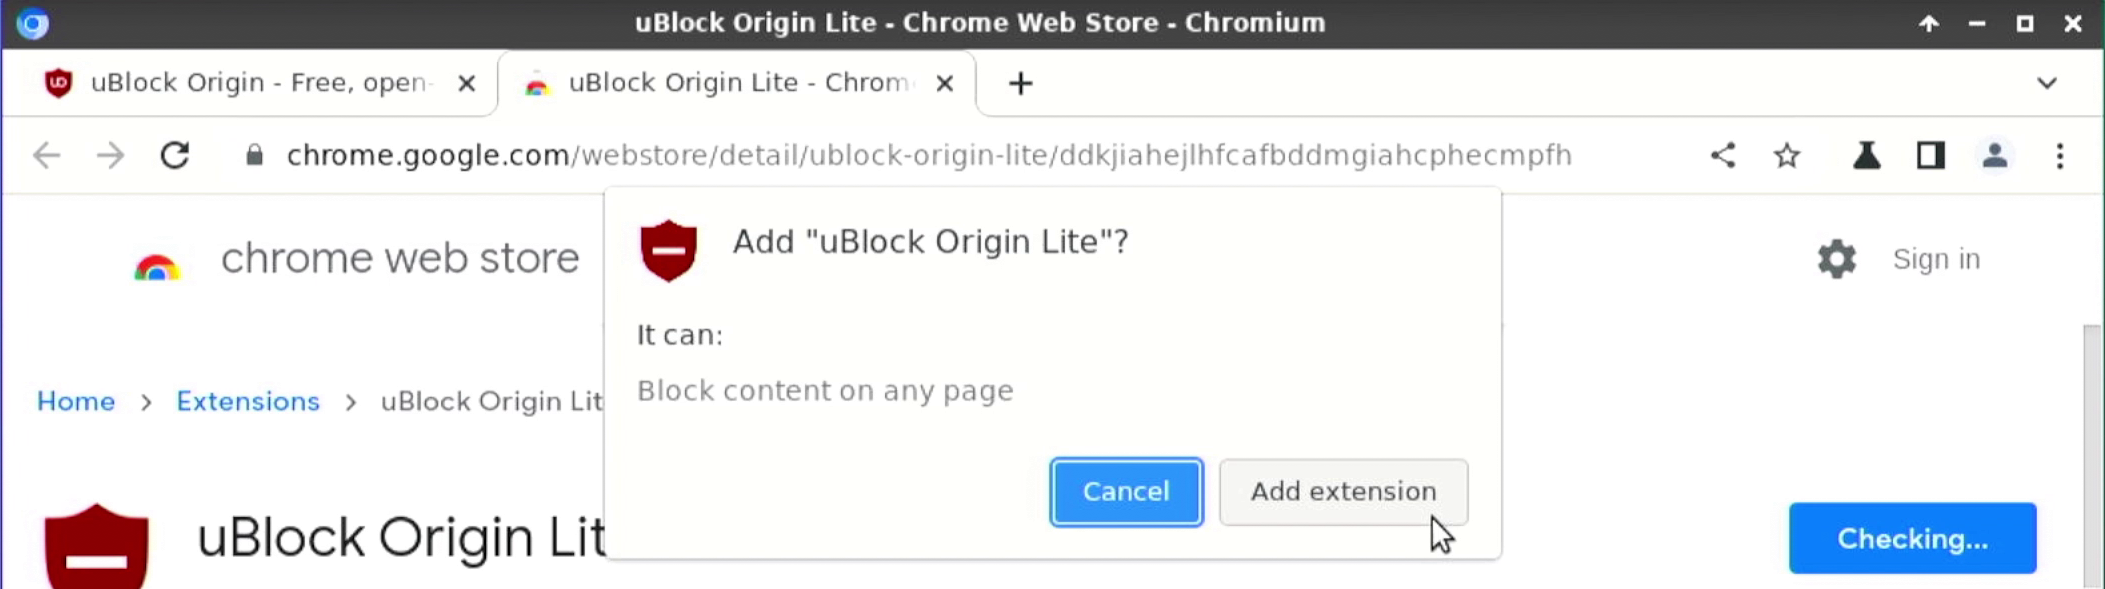 uBlock Origin Lite - Chrome Web Store - Chromium
uBlock Origin - Free, open-
uBlock Origin Lite - Chrom
chrome.google.com/webstore/detail/ublock-origin-lite/ddkjiahejlhfcafbddmgiahcphecmpfh
chrome web store
Sign in
Add "uBlock Origin Lite"?
It can:
Block content on any page
Cancel
Add extension
Home > Extensions > uBlock Origin Lit
uBlock Origin Lit
Checking...